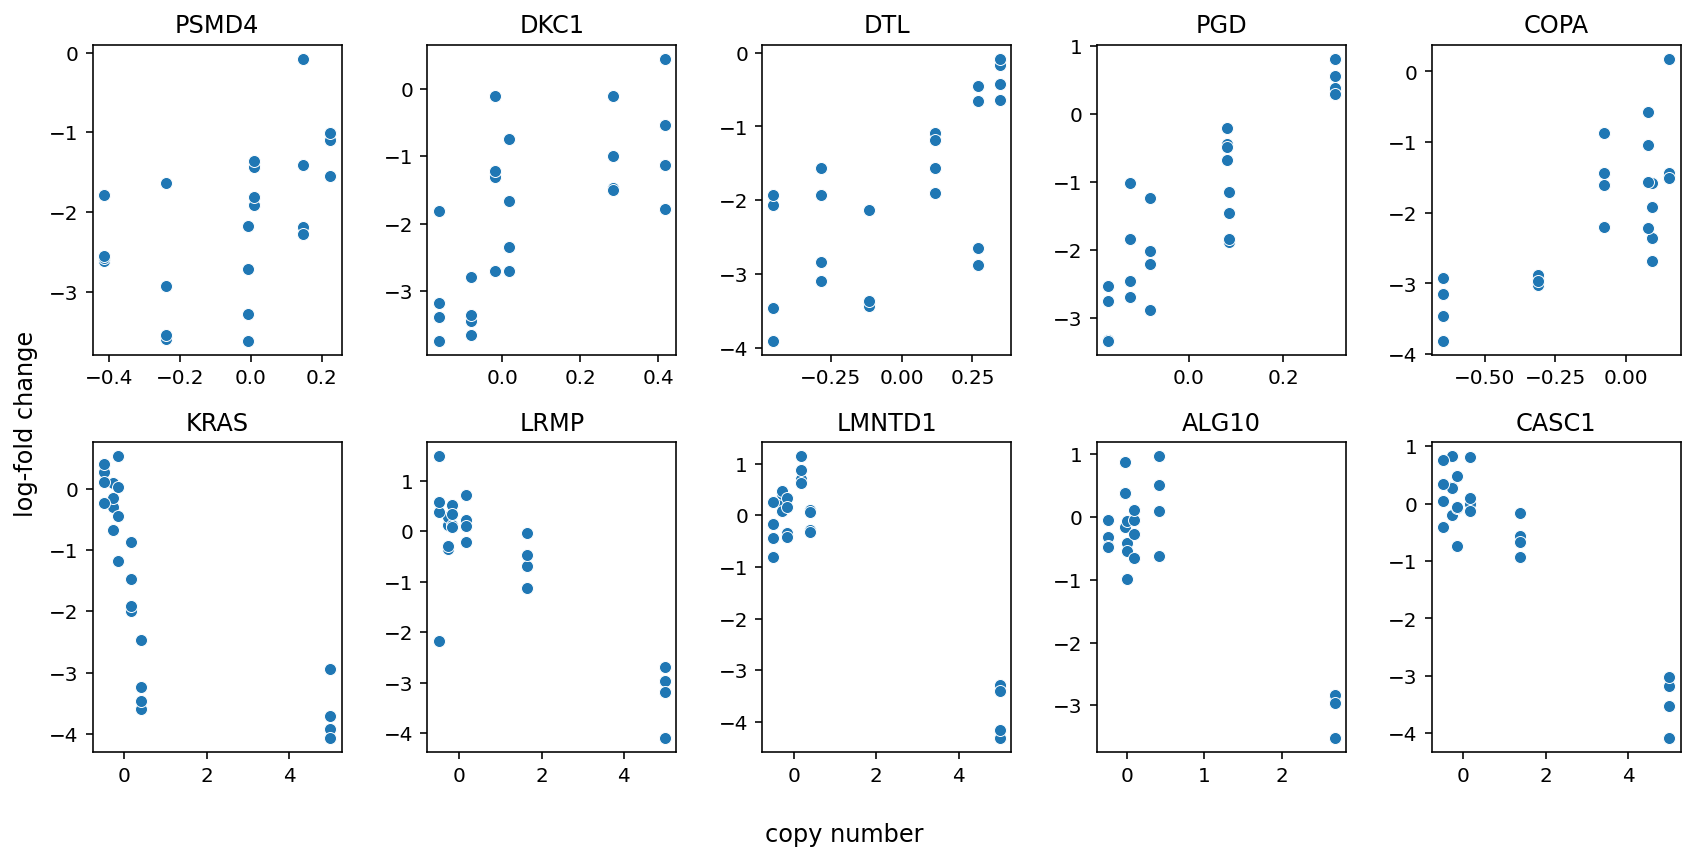 PSMD4 DKC1 DTL PGD COPA
0 0 0 1 0
−1 −1 −1 0 −1
−2 −2 −2 −1 −2
−3 −3 −3 −2 −3
−4 −3 −4
−0.4 −0.2 0.0 0.2 0.0 0.2 0.4 −0.25 0.00 0.25 0.0 0.2 −0.50 −0.25 0.00
log-fold change
KRAS LRMP LMNTD1 ALG10 CASC1
0 1 1 1 1
−1 0 0 0 0
−2 −1 −1 −1 −1
−3 −2 −2 −2 −2
−4 −3 −3 −3 −3
−4 −4 −4
0 2 4 0 2 4 0 2 4 0 1 2 0 2 4
copy number